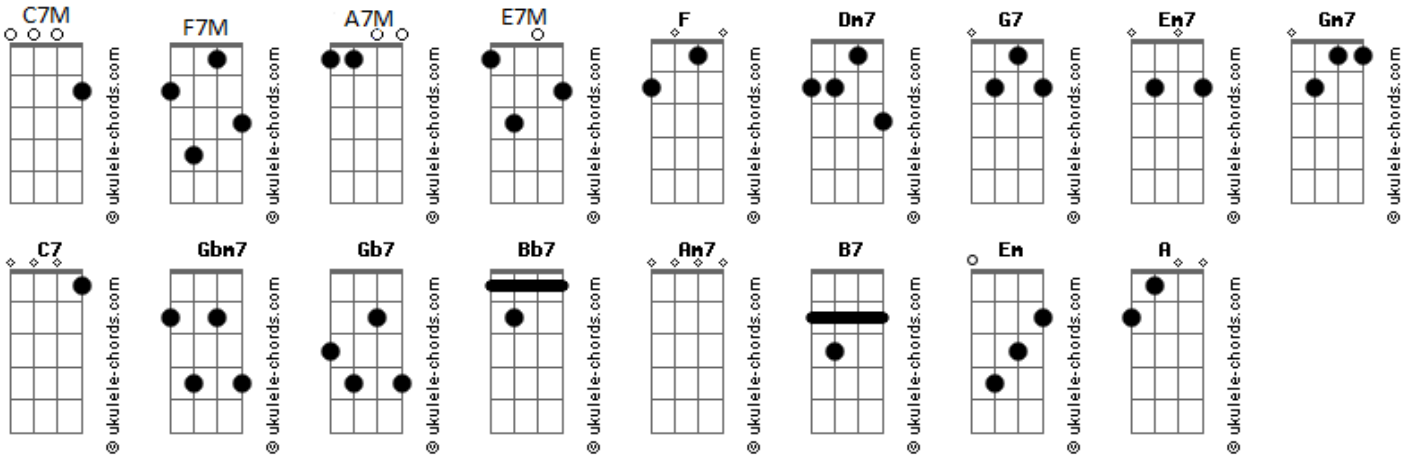 C7M F7M A7M E7M F Dm7 G7 Em7 Gm7
© ukulele-chords.com © ukulele-chords.com © ukulele-chords.com © ukulele-chords.com © ukulele-chords.com © ukulele-chords.com © ukulele-chords.com © ukulele-chords.com © ukulele-chords.com
C7 Gbm7 Gb7 Bb7 Am7 B7 Em A
© ukulele-chords.com © ukulele-chords.com © ukulele-chords.com © ukulele-chords.com © ukulele-chords.com © ukulele-chords.com © ukulele-chords.com © ukulele-chords.com